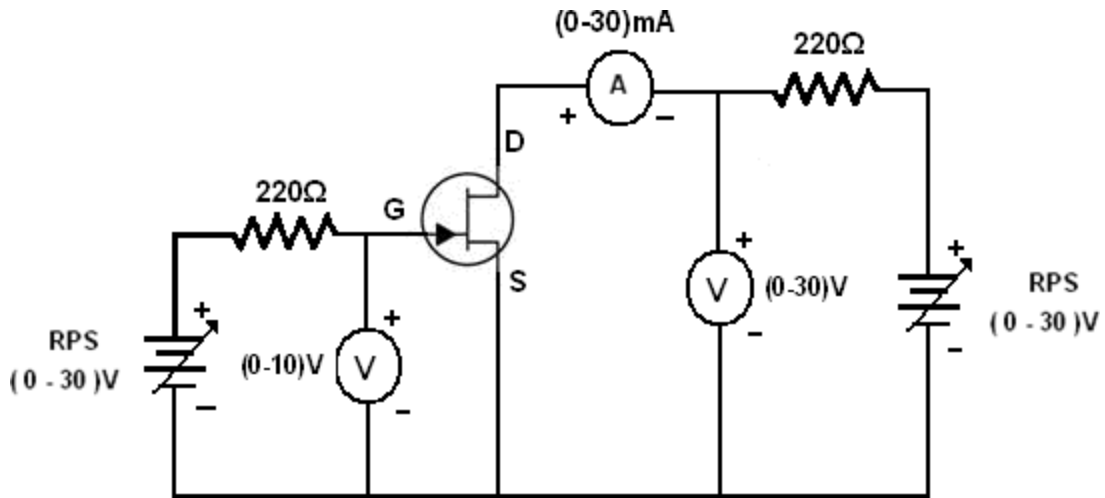 (0-30)mA
220Ω
A
+
−
D
220Ω
G
S
+
V
(0-30)V
−
+
RPS
( 0 - 30 )V
−
+
RPS
( 0 - 30 )V
−
+
(0-10)V
V
−